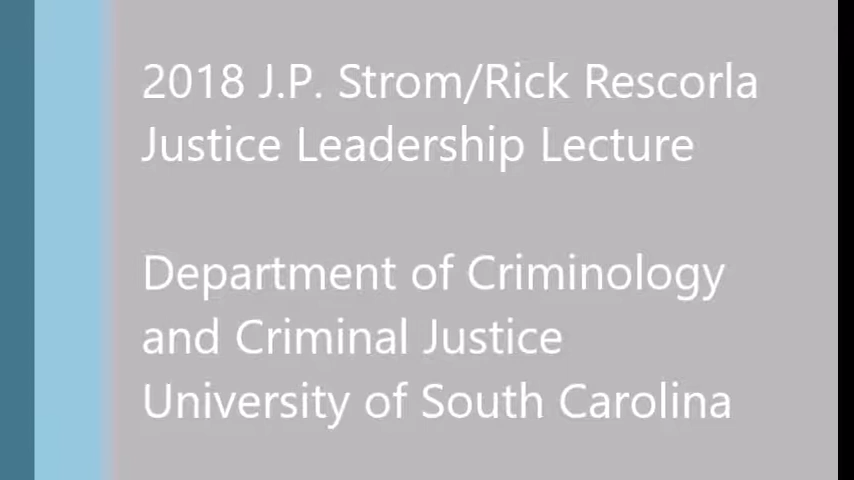 2018 J.P. Strom/Rick Rescorla
Justice Leadership Lecture
Department of Criminology
and Criminal Justice
University of South Carolina